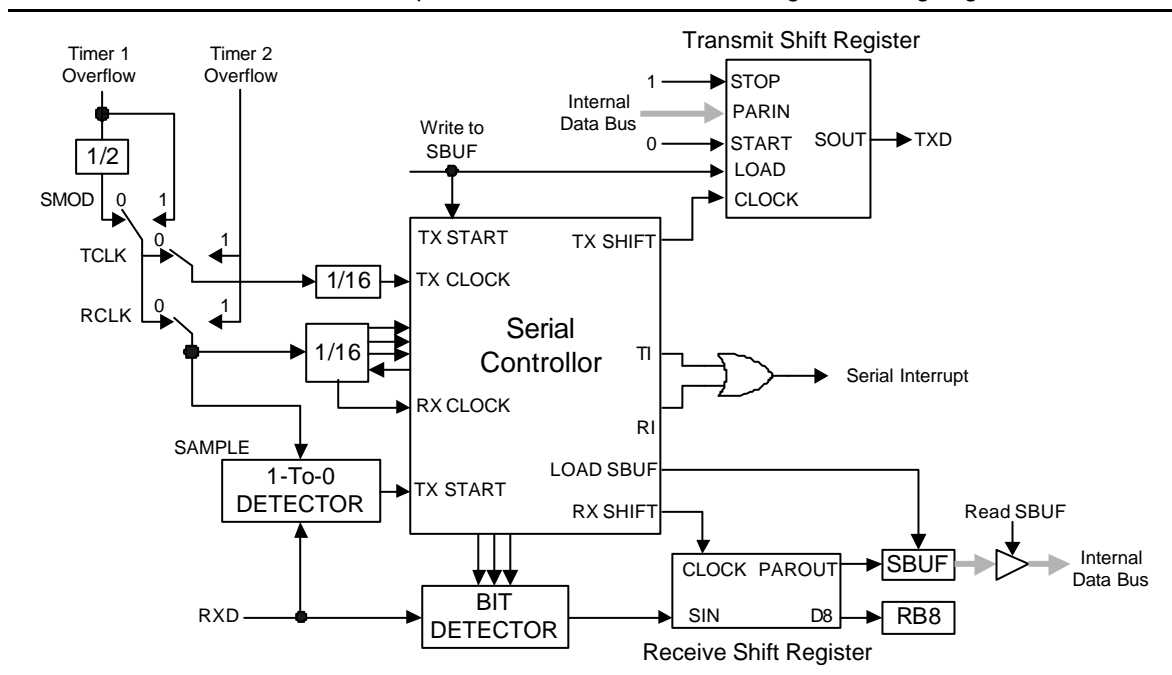 Transmit Shift Register
Timer 1
Overflow
Timer 2
Overflow
1
STOP
Internal
Data Bus
PARIN
Write to
SBUF
0
START
SOUT
TXD
LOAD
CLOCK
1/2
SMOD
0
1
TCLK
0
1
TX START
TX SHIFT
1/16
TX CLOCK
RCLK
0
1
1/16
Serial
Controllor
TI
Serial Interrupt
RX CLOCK
RI
SAMPLE
1-To-0
DETECTOR
TX START
LOAD SBUF
RX SHIFT
Read SBUF
CLOCK
PAROUT
SBUF
Internal
Data Bus
RXD
BIT
DETECTOR
SIN
D8
RB8
Receive Shift Register